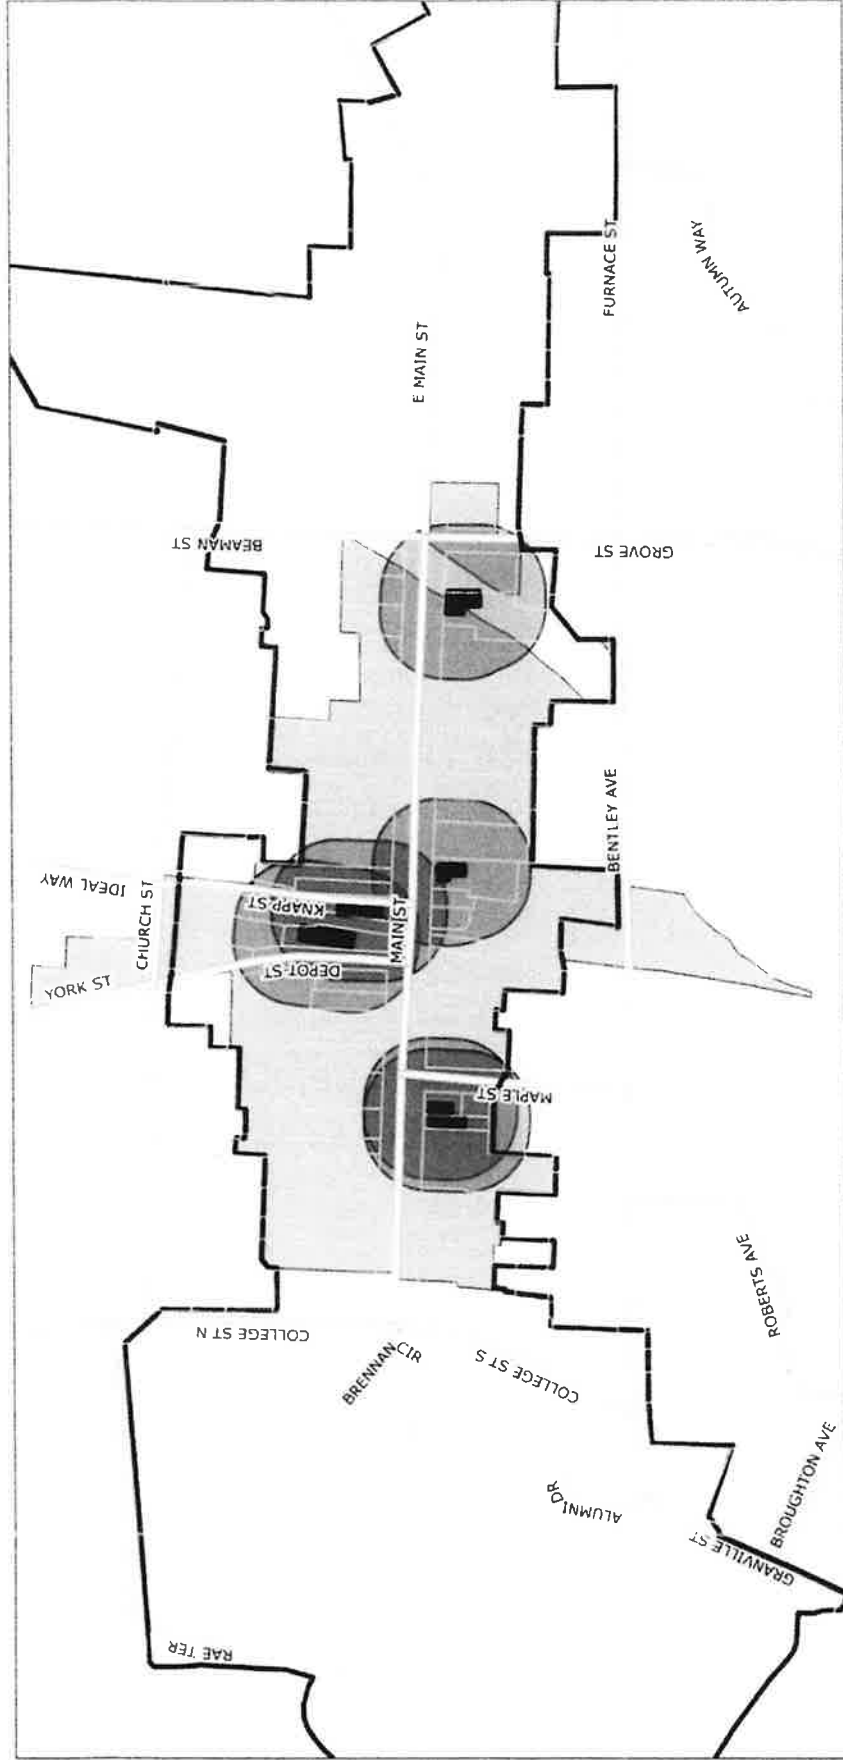 E MAIN ST
FURNACE ST
AUTUMN WAY
BEAMAN ST
GROVE ST
IDEAL WAY
CHURCH ST
KNAPP ST
MAIN ST
BENTLEY AVE
YORK ST
DEPOT ST
MAPLE ST
COLLEGE ST N
BRENNAN CIR
COLLEGE ST S
ROBERTS AVE
ALUMNI DR
BROUGHTON AVE
GRANVILLE ST
RAE TER